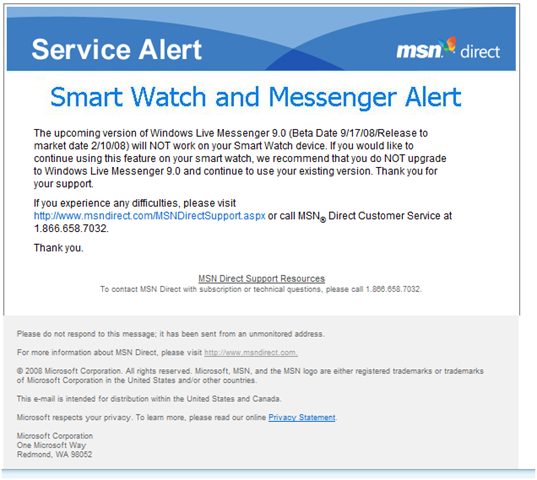 Service Alert
msn direct
Smart Watch and Messenger Alert
The upcoming version of Windows Live Messenger 9.0 (Beta Date 9/17/08/Release to
market date 2/10/08) will NOT work on your Smart Watch device. If you would like to
continue using this feature on your smart watch, we recommend that you do NOT upgrade
to Windows Live Messenger 9.0 and continue to use your existing version. Thank you for
your support.
If you experience any difficulties, please visit
http://www.msndirect.com/MSNDirectSupport.aspx or call MSN® Direct Customer Service at
1.866.658.7032.
Thank you.
MSN Direct Support Resources
To contact MSN Direct with subscription or technical questions, please call 1.866.658.7032.
Please do not respond to this message; it has been sent from an unmonitored address.
For more information about MSN Direct, please visit http://www.msndirect.com.
© 2008 Microsoft Corporation. All rights reserved. Microsoft, MSN, and the MSN logo are either registered trademarks or trademarks
of Microsoft Corporation in the United States and/or other countries.
This e-mail is intended for distribution within the United States and Canada.
Microsoft respects your privacy. To learn more, please read our online Privacy Statement.
Microsoft Corporation
One Microsoft Way
Redmond, WA 98052